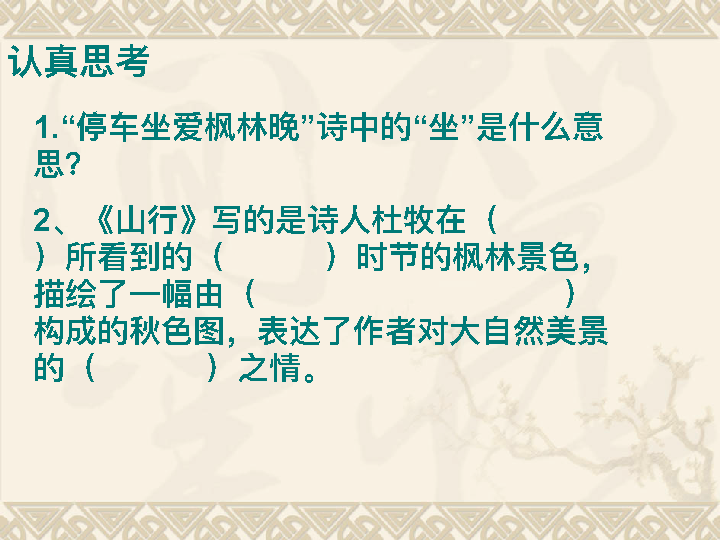 认真思考
1.“停车坐爱枫林晚”诗中的“坐”是什么意
思?
2、《山行》写的是诗人杜牧在（
）所看到的（　　　）时节的枫林景色，
描绘了一幅由（　　　　　　　　　）
构成的秋色图，表达了作者对大自然美景
的（　　　）之情。